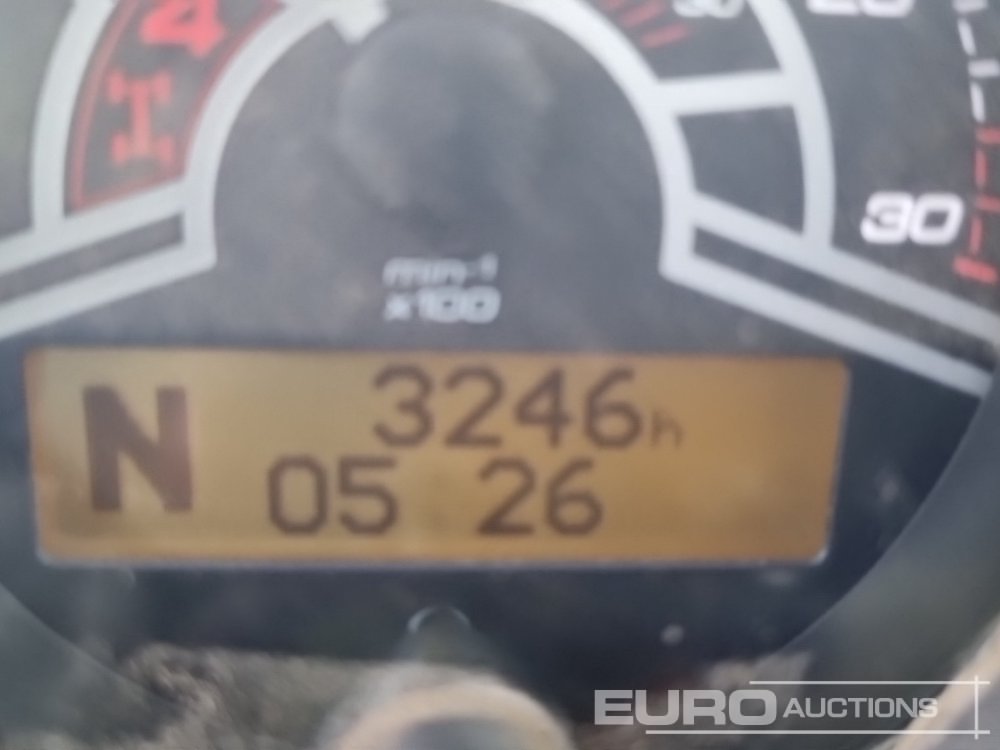 4
30
20
30
min-1
x100
N 3246h
05 26
EURO AUCTIONS